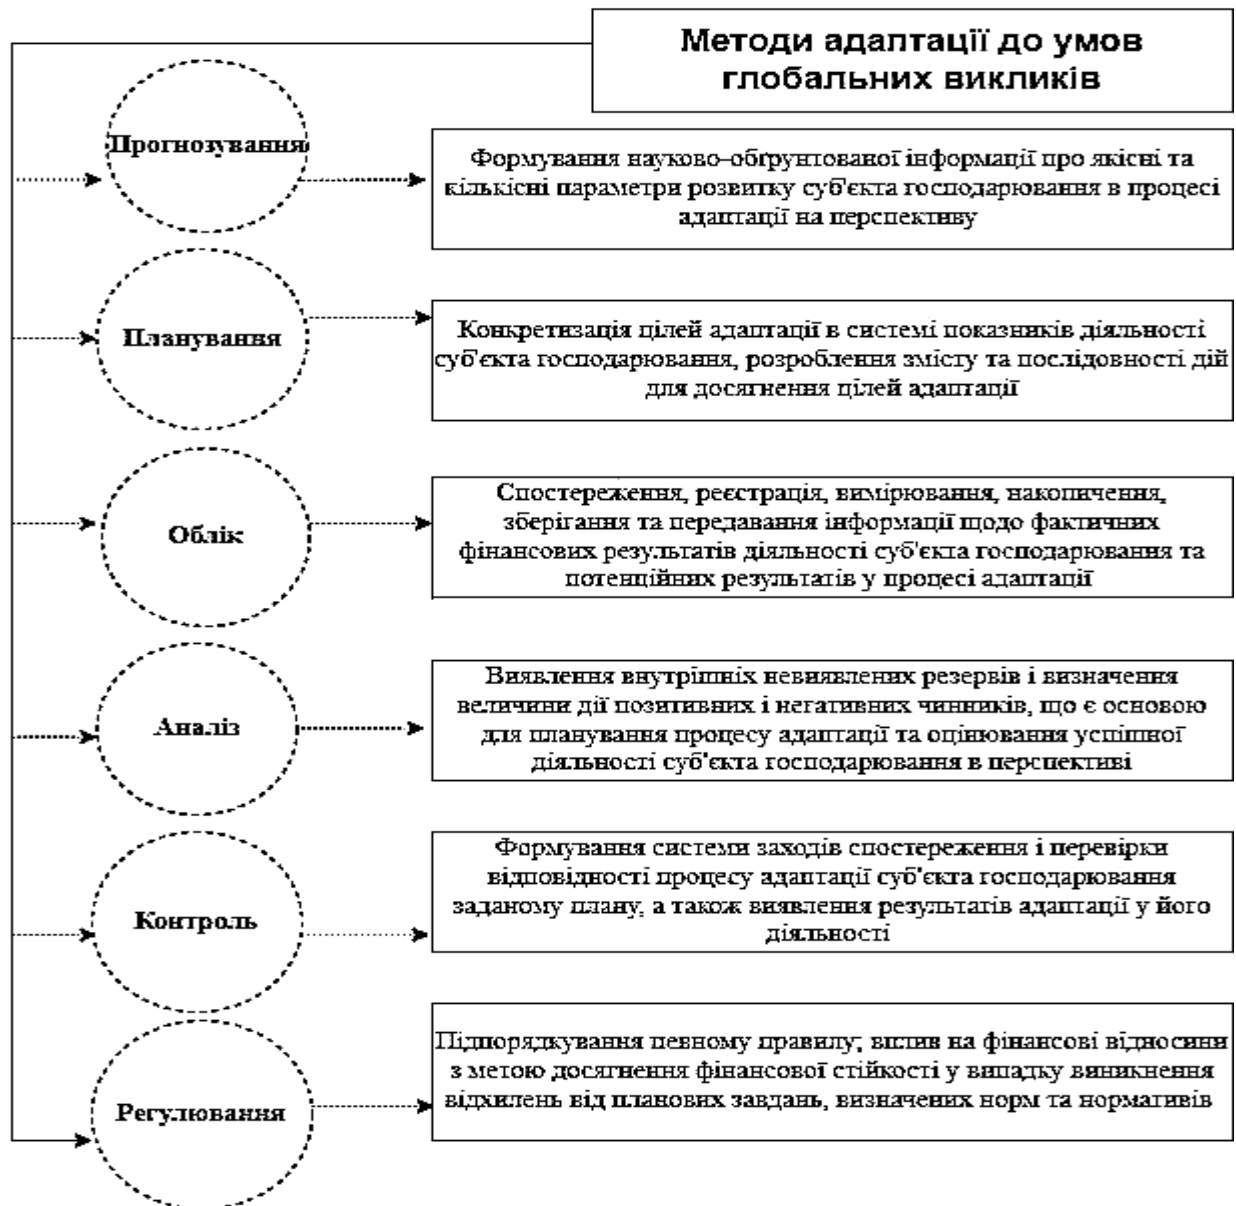 Методи адаптації до умов
глобальних викликів
Прогнозування
Формування науково-обґрунтованої інформації про якісні та
кількісні параметри розвитку суб'єкта господарювання в процесі
адаптації на перспективу
Планування
Конкретизація цілей адаптації в системі показників діяльності
суб'єкта господарювання, розроблення змісту та послідовності дій
для досягнення цілей адаптації
Облік
Спостереження, реєстрація, вимірювання, накопичення,
зберігання та передавання інформації щодо фактичних
фінансових результатів діяльності суб'єкта господарювання та
потенційних результатів у процесі адаптації
Аналіз
Виявлення внутрішніх невиявлених резервів і визначення
величини дії позитивних і негативних чинників, що є основою
для планування процесу адаптації та оцінювання успішної
діяльності суб'єкта господарювання в перспективі
Контроль
Формування системи заходів спостереження і перевірки
відповідності процесу адаптації суб'єкта господарювання
заданому плану, а також виявлення результатів адаптації у його
діяльності
Регулювання
Підпорядкування певному правилу; вплив на фінансові відносини
з метою досягнення фінансової стійкості у випадку виникнення
відхилень від планових завдань, визначених норм та нормативів